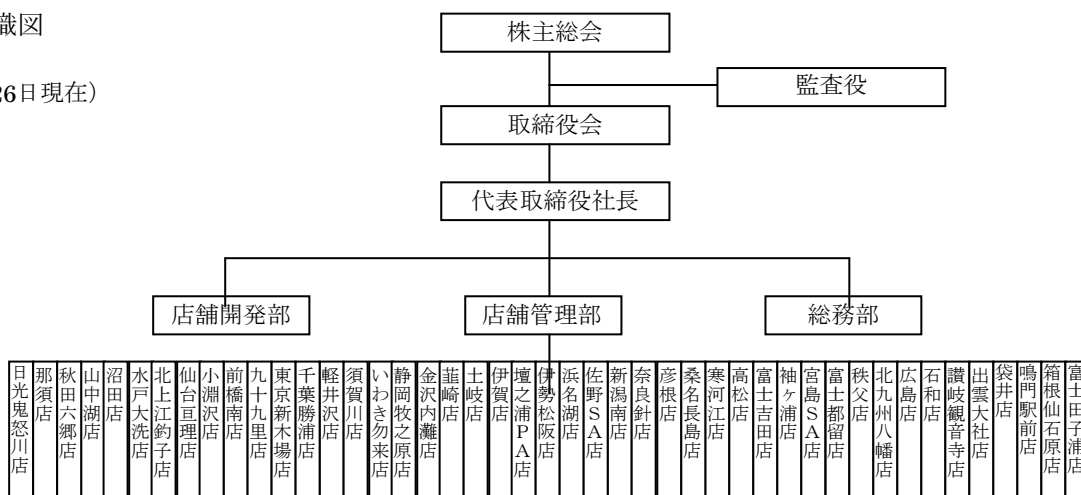 織図
26日現在）
株主総会
監査役
取締役会
代表取締役社長
店舗開発部
店舗管理部
総務部
日光鬼怒川店
那須店
秋田六郷店
山中湖店
沼田店
水戸大洗店
北上江釣子店
仙台亘理店
小淵沢店
前橋南店
九十九里店
東京新木場店
千葉勝浦店
軽井沢店
須賀川店
いわき勿来店
静岡牧之原店
金沢内灘店
韮崎店
土岐店
伊賀店
壇之浦ＰＡ店
伊勢松阪店
浜名湖店
佐野ＳＡ店
新潟南店
奈良針店
彦根店
桑名長島店
寒河江店
高松店
富士吉田店
袖ヶ浦店
宮島ＳＡ店
富士都留店
秩父店
北九州八幡店
広島店
石和店
讃岐観音寺店
出雲大社店
袋井店
鳴門駅前店
箱根仙石原店
富士田子浦店